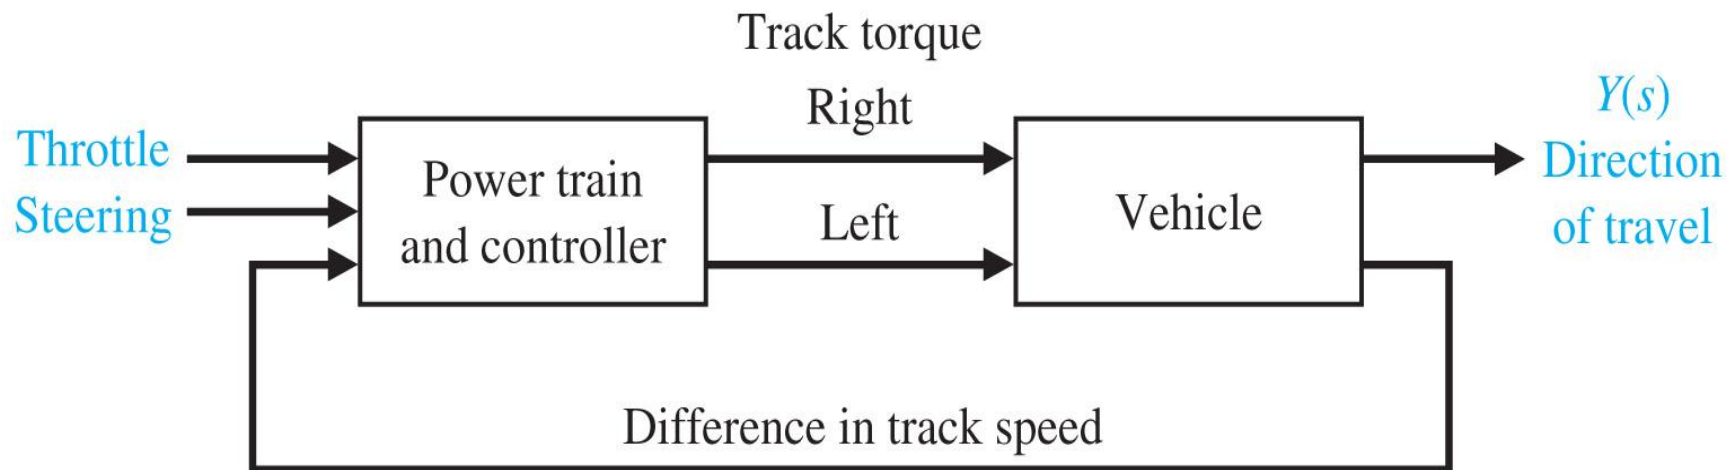 Track torque
Right
Y(s)
Throttle
Direction
Power train
Steering
Left
Vehicle
of travel
and controller
Difference in track speed